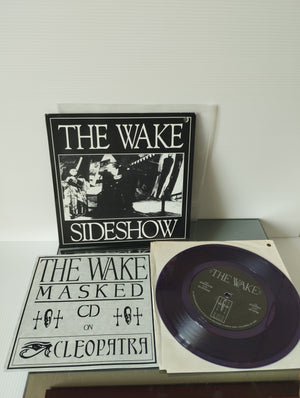 THE WAKE
SIDESHOW
THE WAKE
MASKED
CD
ON
CLEOPATRA
THE WAKE